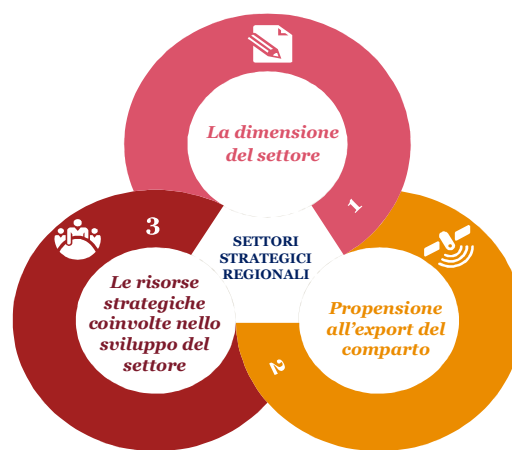 La dimensione
del settore
1
SETTORI
STRATEGICI
REGIONALI
3
Le risorse
strategiche
coinvolte nello
sviluppo del
settore
Propensione
all'export del
comparto
2